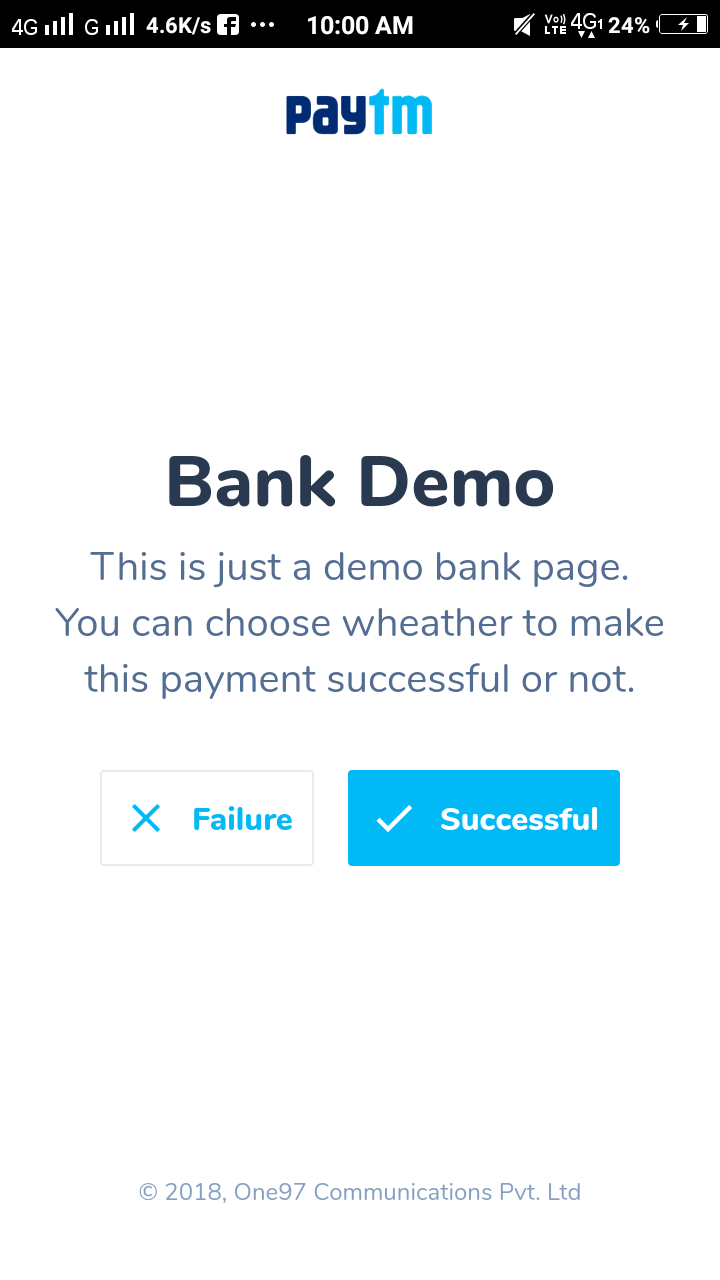 4G G 4.6K/s 10:00 AM Vo)) LTE 4G1 24%
paytm
Bank Demo
This is just a demo bank page.
You can choose wheather to make
this payment successful or not.
Failure Successful
© 2018, One97 Communications Pvt. Ltd